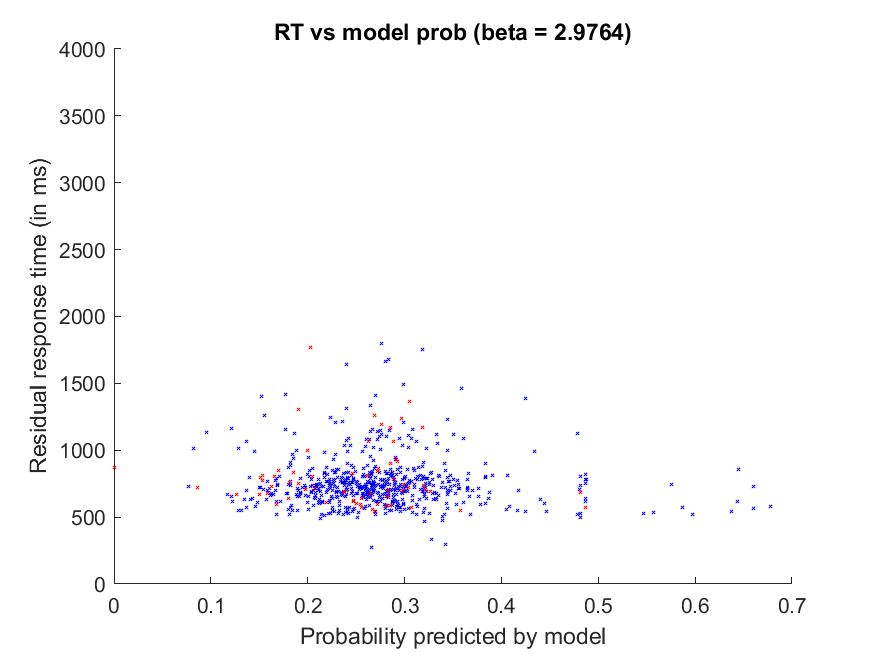 RT vs model prob (beta = 2.9764)
4000
3500
3000
2500
2000
1500
1000
500
0
Residual response time (in ms)
0 0.1 0.2 0.3 0.4 0.5 0.6 0.7
Probability predicted by model